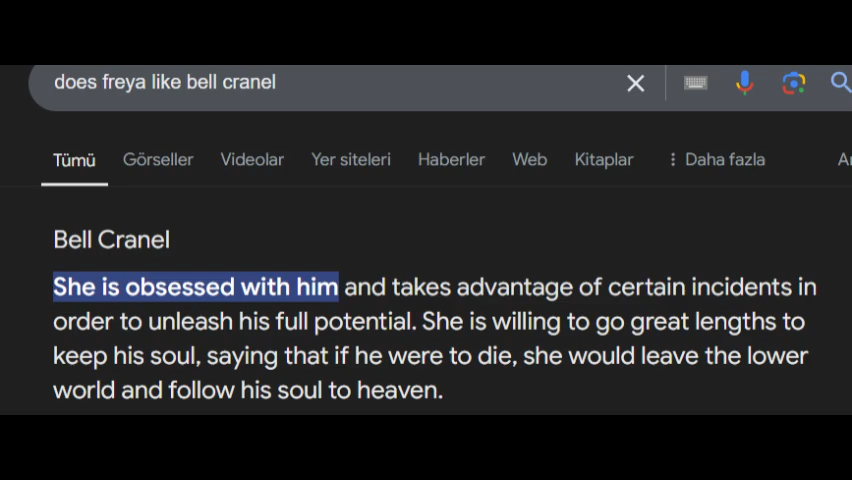 does freya like bell cranel
Tümü Görseller Videolar Yer siteleri Haberler Web Kitaplar Daha fazla
Bell Cranel
She is obsessed with him and takes advantage of certain incidents in
order to unleash his full potential. She is willing to go great lengths to
keep his soul, saying that if he were to die, she would leave the lower
world and follow his soul to heaven.